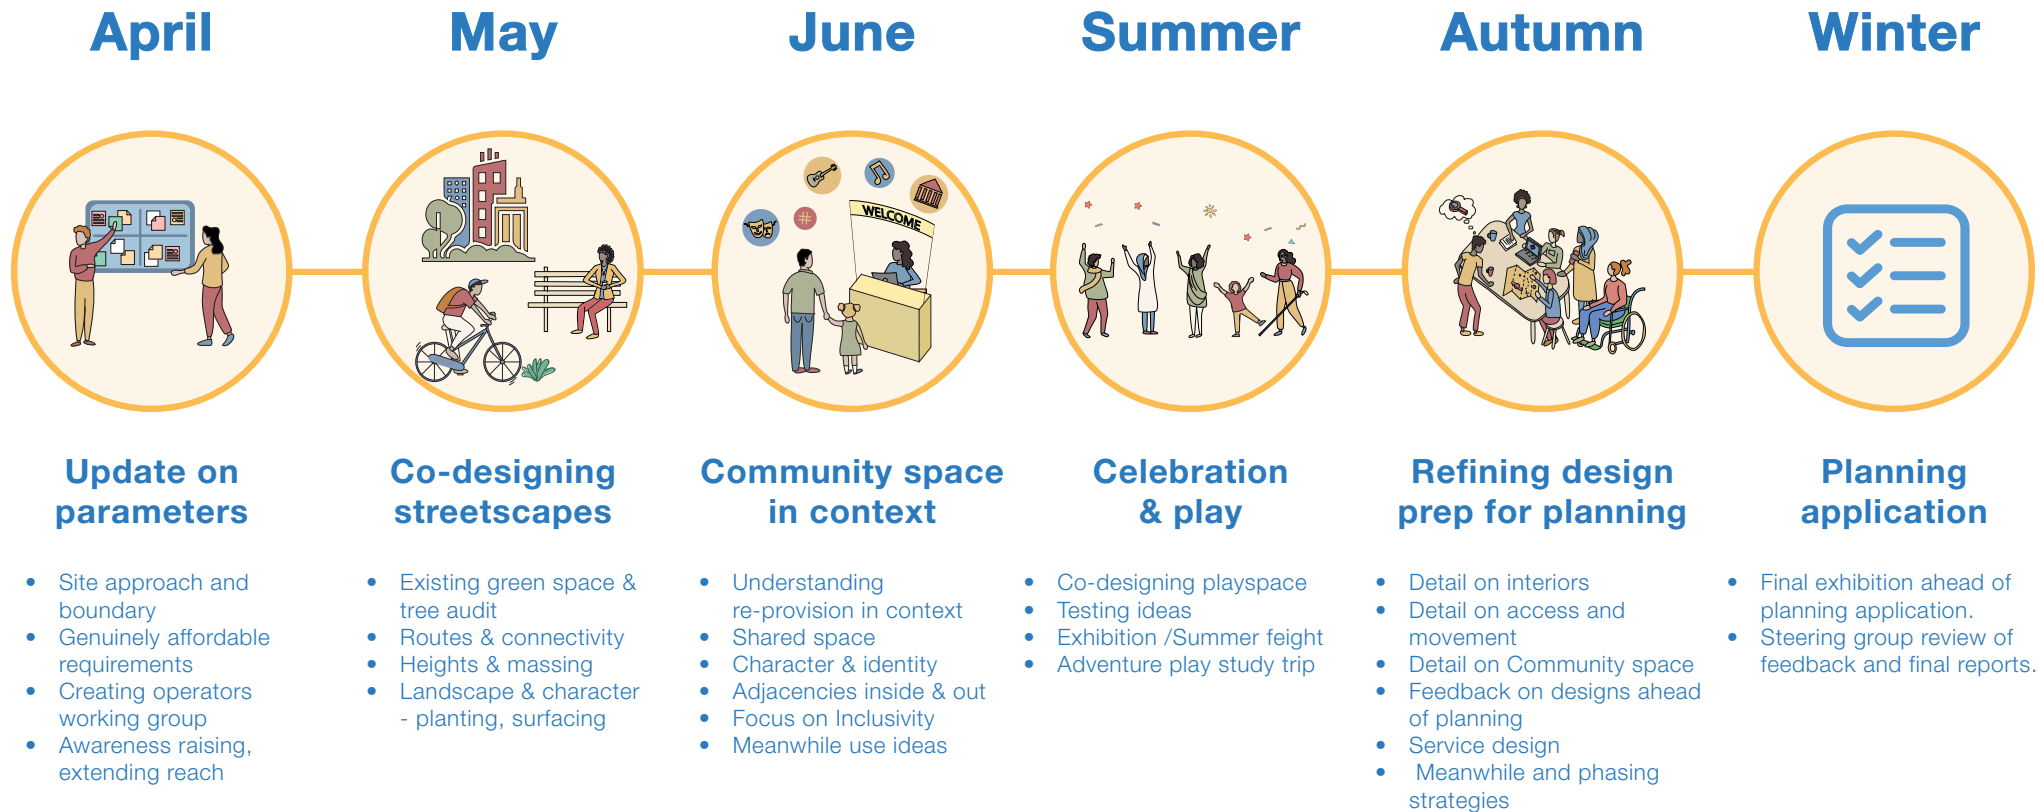 April
May
June
Summer
Autumn
Winter
WELCOME
#
Update on
parameters
• Site approach and
boundary
• Genuinely affordable
requirements
• Creating operators
working group
• Awareness raising,
extending reach
Co-designing
streetscapes
• Existing green space &
tree audit
• Routes & connectivity
• Heights & massing
• Landscape & character
- planting, surfacing
Community space
in context
• Understanding
re-provision in context
• Shared space
• Character & identity
• Adjacencies inside & out
• Focus on Inclusivity
• Meanwhile use ideas
Celebration
& play
• Co-designing playspace
• Testing ideas
• Exhibition /Summer feight
• Adventure play study trip
Refining design
prep for planning
• Detail on interiors
• Detail on access and
movement
• Detail on Community space
• Feedback on designs ahead
of planning
• Service design
• Meanwhile and phasing
strategies
Planning
application
• Final exhibition ahead of
planning application.
• Steering group review of
feedback and final reports.